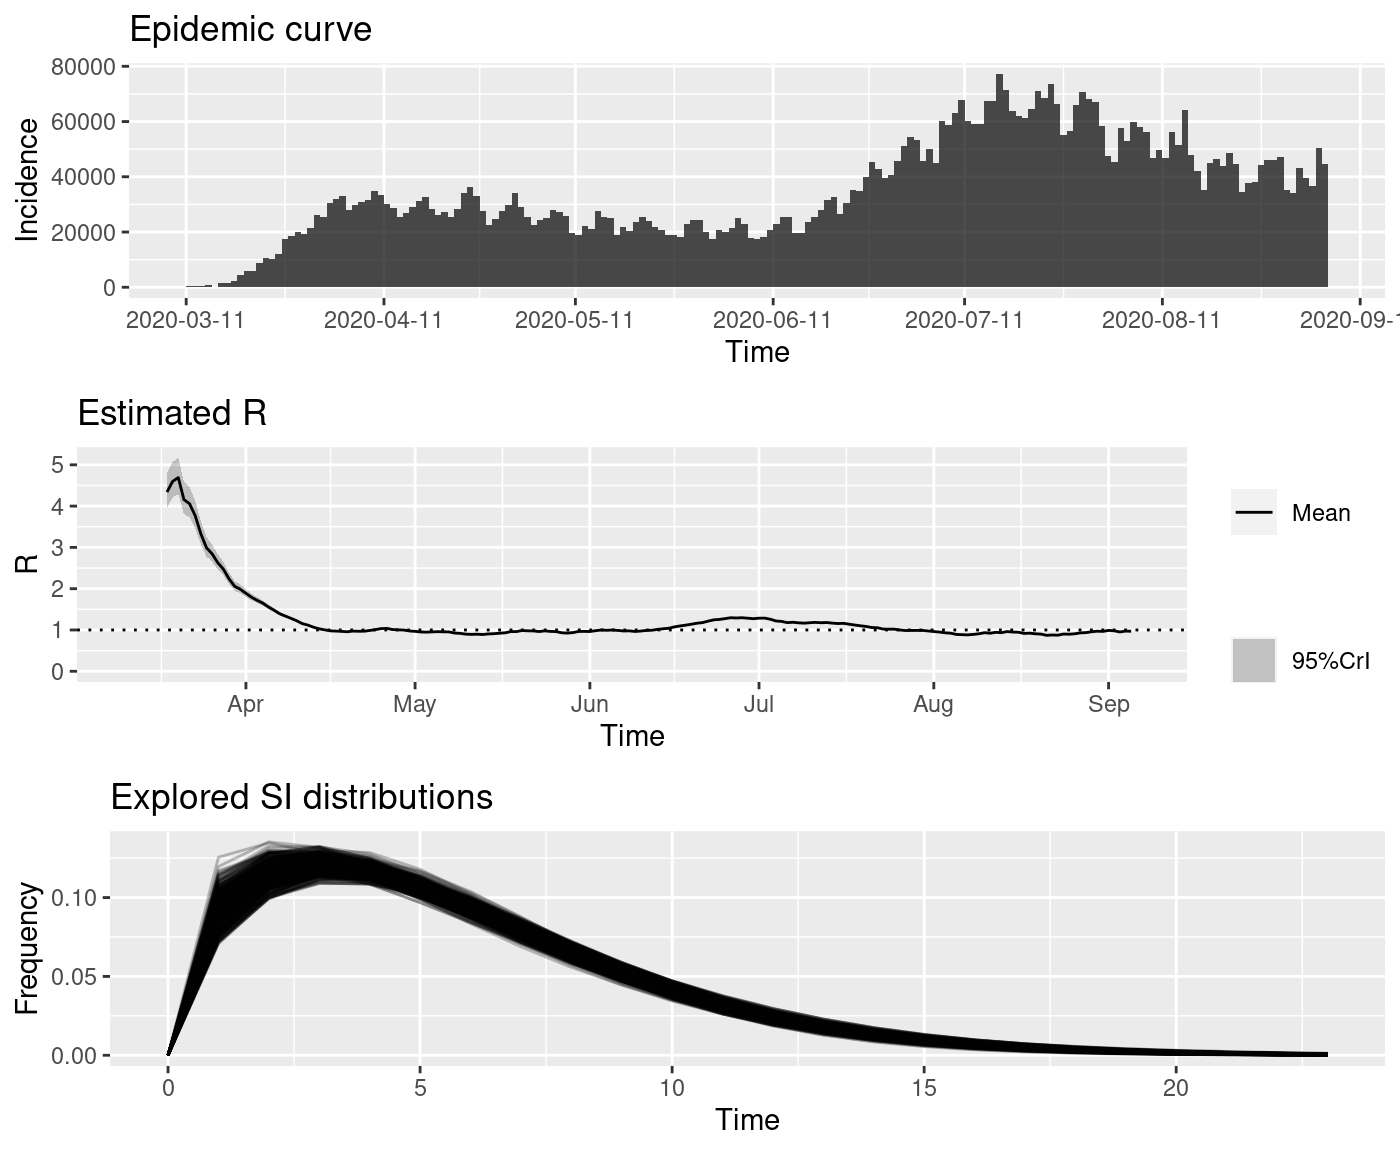 Epidemic curve
80000
60000
40000
20000
0
Incidence
2020-03-11 2020-04-11 2020-05-11 2020-06-11 2020-07-11 2020-08-11 2020-09-1
Time
Estimated R
5
4
3
2
1
0
R
Apr May Jun Jul Aug Sep
Time
Mean
95%CrI
Explored SI distributions
0.10
0.05
0.00
Frequency
0 5 10 15 20
Time